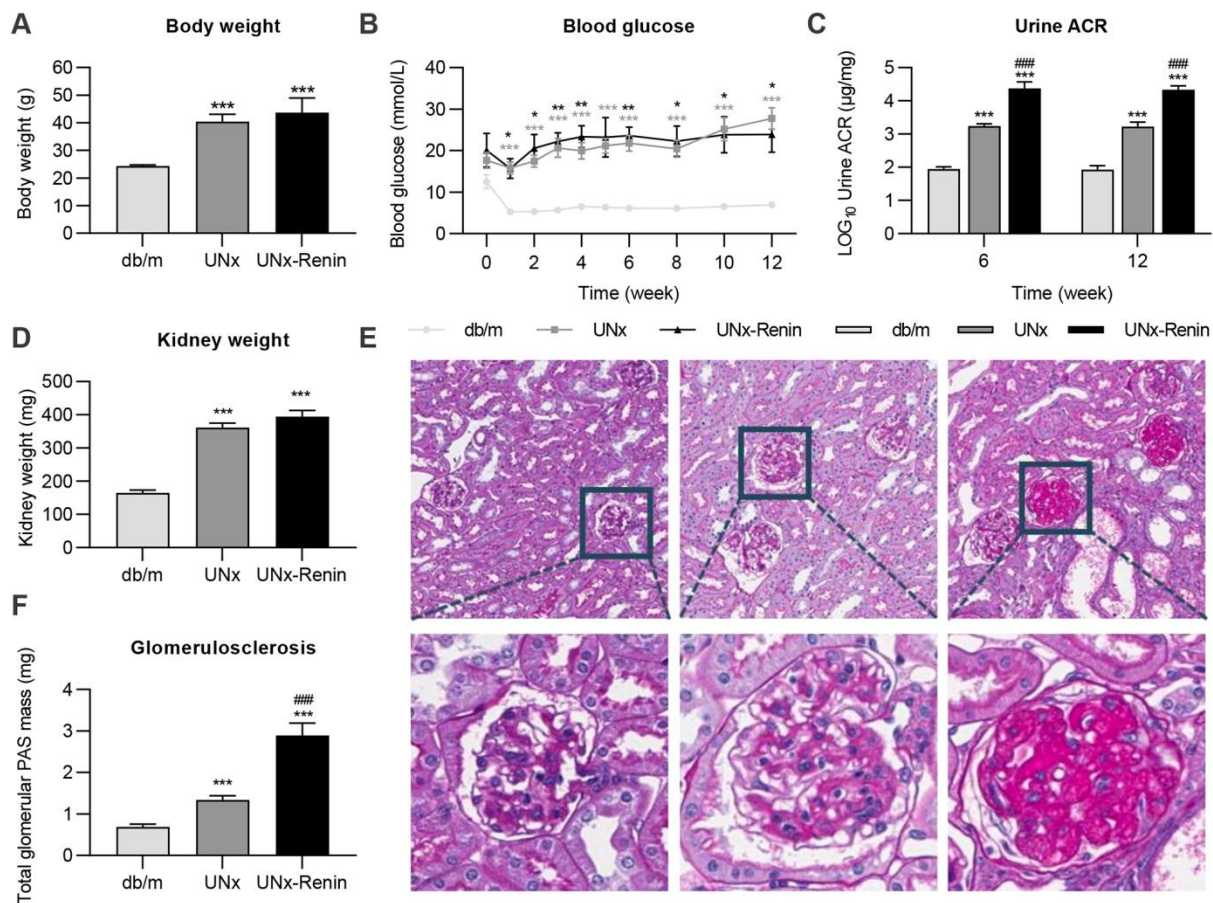 A
Body weight
Body weight (g)
60
50
40
30
20
10
0
***
***
db/m
UNx
UNx-Renin
B
Blood glucose
Blood glucose (mmol/L)
40
30
20
10
0
* * ** ** ** * * *
*** *** *** *** *** *** *** *** ***
0 2 4 6 8 10 12
Time (week)
C
Urine ACR
LOG10 Urine ACR (µg/mg)
5
4
3
2
1
0
***
###
***
***
###
***
6 12
Time (week)
db/m UNx UNx-Renin db/m UNx UNx-Renin
D
Kidney weight
Kidney weight (mg)
500
400
300
200
100
0
***
***
db/m
UNx
UNx-Renin
E
F
Glomerulosclerosis
Total glomerular PAS mass (mg)
4
3
2
1
0
***
###
***
db/m
UNx
UNx-Renin